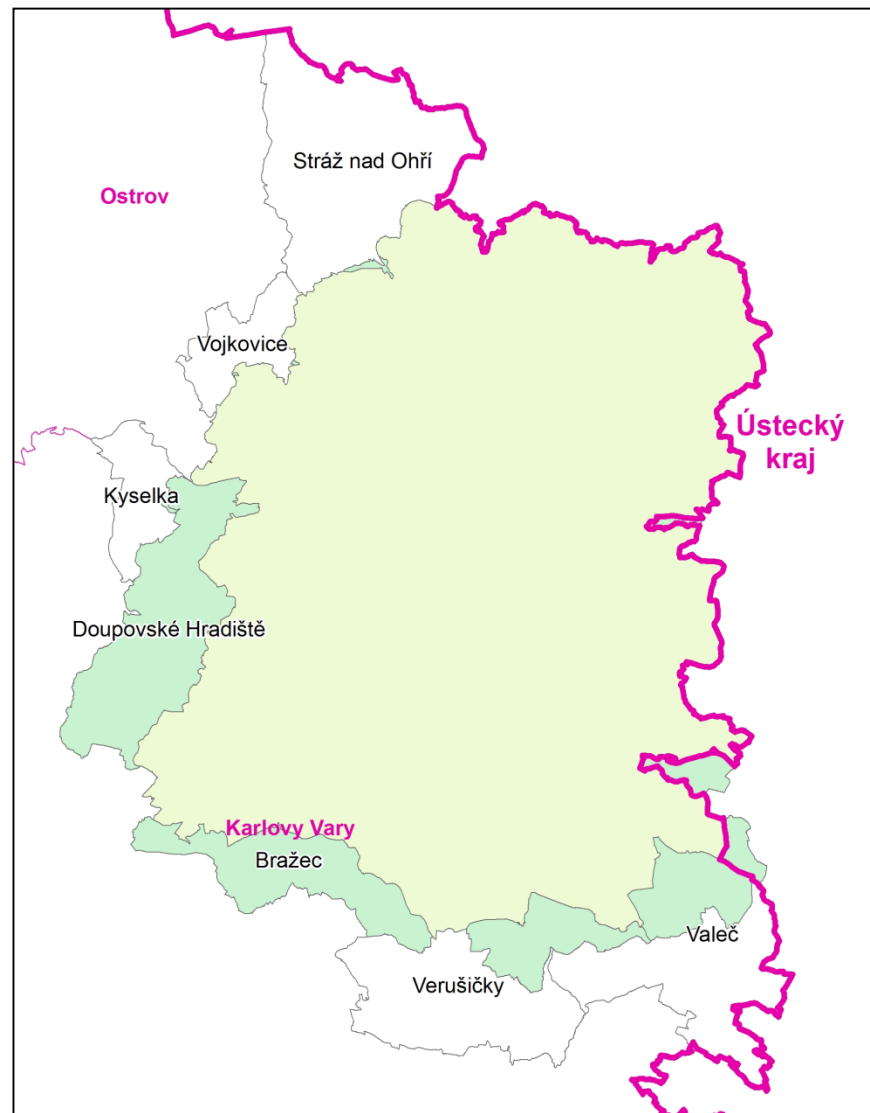 Stráž nad Ohří
Ostrov
Vojkovice
Ústecký
kraj
Kyselka
Doupovské Hradiště
Karlovy Vary
Bražec
Valeč
Verušičky